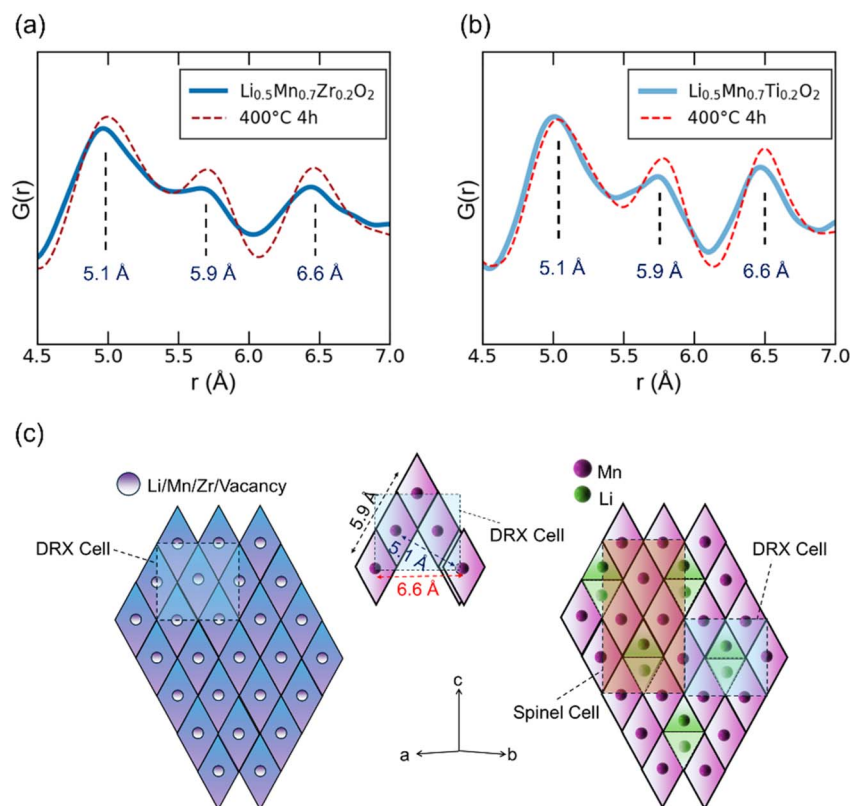 (a)
Li0.5Mn0.7Zr0.2O2
400°C 4h
G(r)
5.1 Å
5.9 Å
6.6 Å
4.5 5.0 5.5 6.0 6.5 7.0
r (Å)
(b)
Li0.5Mn0.7Ti0.2O2
400°C 4h
G(r)
5.1 Å
5.9 Å
6.6 Å
4.5 5.0 5.5 6.0 6.5 7.0
r (Å)
(c)
Li/Mn/Zr/Vacancy
DRX Cell
5.9 Å
5.1 Å
6.6 Å
DRX Cell
c
a
b
Mn
Li
DRX Cell
Spinel Cell